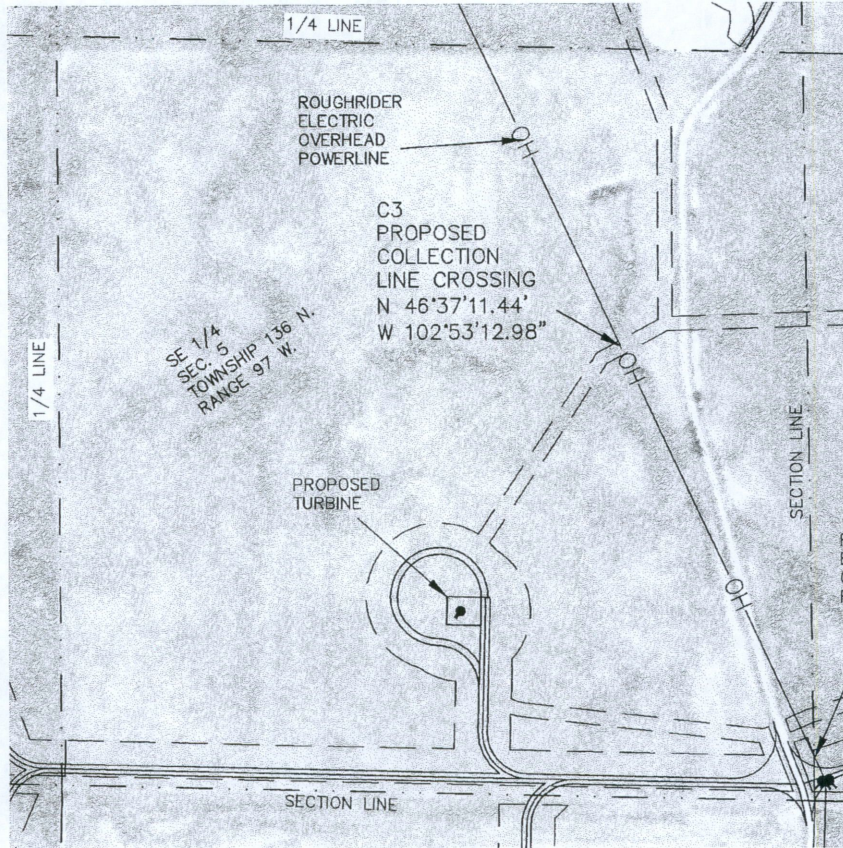 1/4 LINE
ROUGHRIDER
ELECTRIC
OVERHEAD
POWERLINE
OH
C3
PROPOSED
COLLECTION
LINE CROSSING
N 46°37'11.44'
W 102°53'12.98"
SE 1/4
SEC. 5
TOWNSHIP 136 N.
RANGE 97 W.
1/4 LINE
OH
SECTION LINE
PROPOSED
TURBINE
OH
SECTION LINE